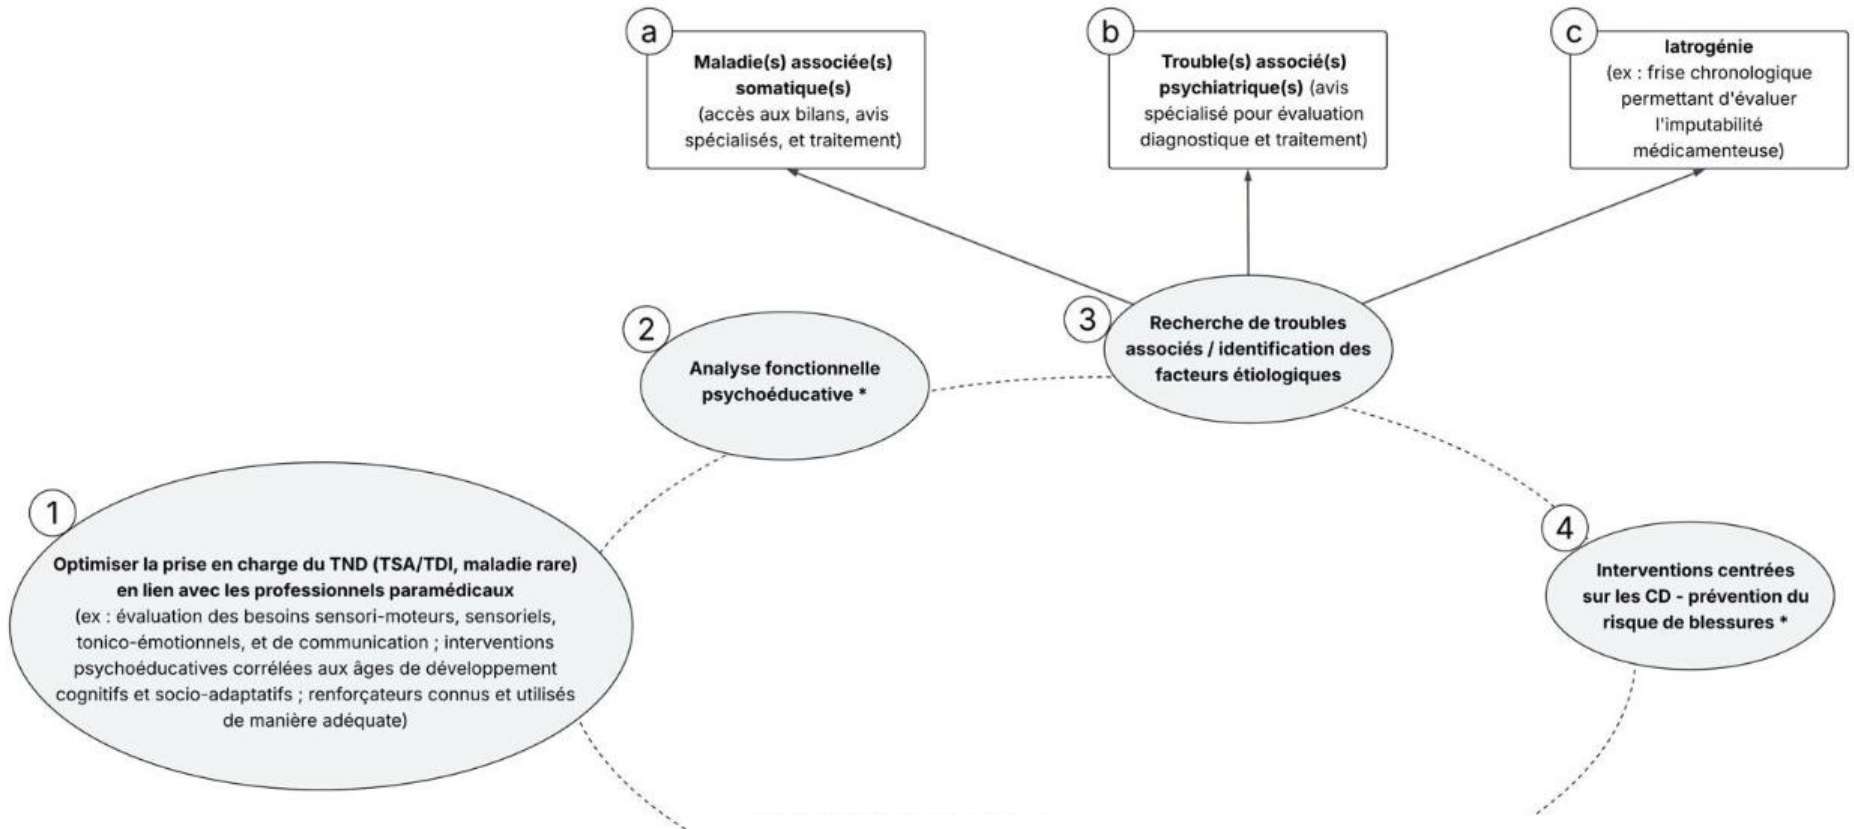 a
Maladie(s) associée(s)
somatique(s)
(accès aux bilans, avis
spécialisés, et traitement)
b
Trouble(s) associé(s)
psychiatrique(s) (avis
spécialisé pour évaluation
diagnostique et traitement)
c
Iatrogénie
(ex : frise chronologique
permettant d'évaluer
l'imputabilité
médicamenteuse)
2
Analyse fonctionnelle
psychoéducative *
3
Recherche de troubles
associés / identification des
facteurs étiologiques
1
Optimiser la prise en charge du TND (TSA/TDI, maladie rare)
en lien avec les professionnels paramédicaux
(ex : évaluation des besoins sensori-moteurs, sensoriels,
tonico-émotionnels, et de communication ; interventions
psychoéducatives corrélées aux âges de développement
cognitifs et socio-adaptatifs ; renforçateurs connus et utilisés
de manière adéquate)
4
Interventions centrées
sur les CD - prévention du
risque de blessures *